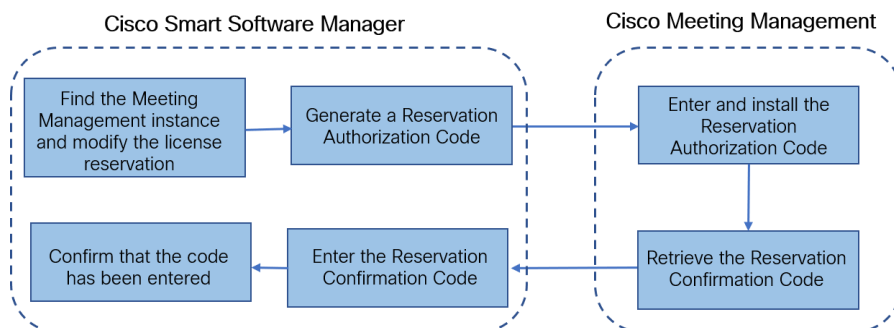 Cisco Smart Software Manager
Cisco Meeting Management
Find the Meeting
Management instance
and modify the license
reservation
Generate a Reservation
Authorization Code
Enter and install the
Reservation
Authorization Code
Confirm that the code
has been entered
Enter the Reservation
Confirmation Code
Retrieve the Reservation
Confirmation Code